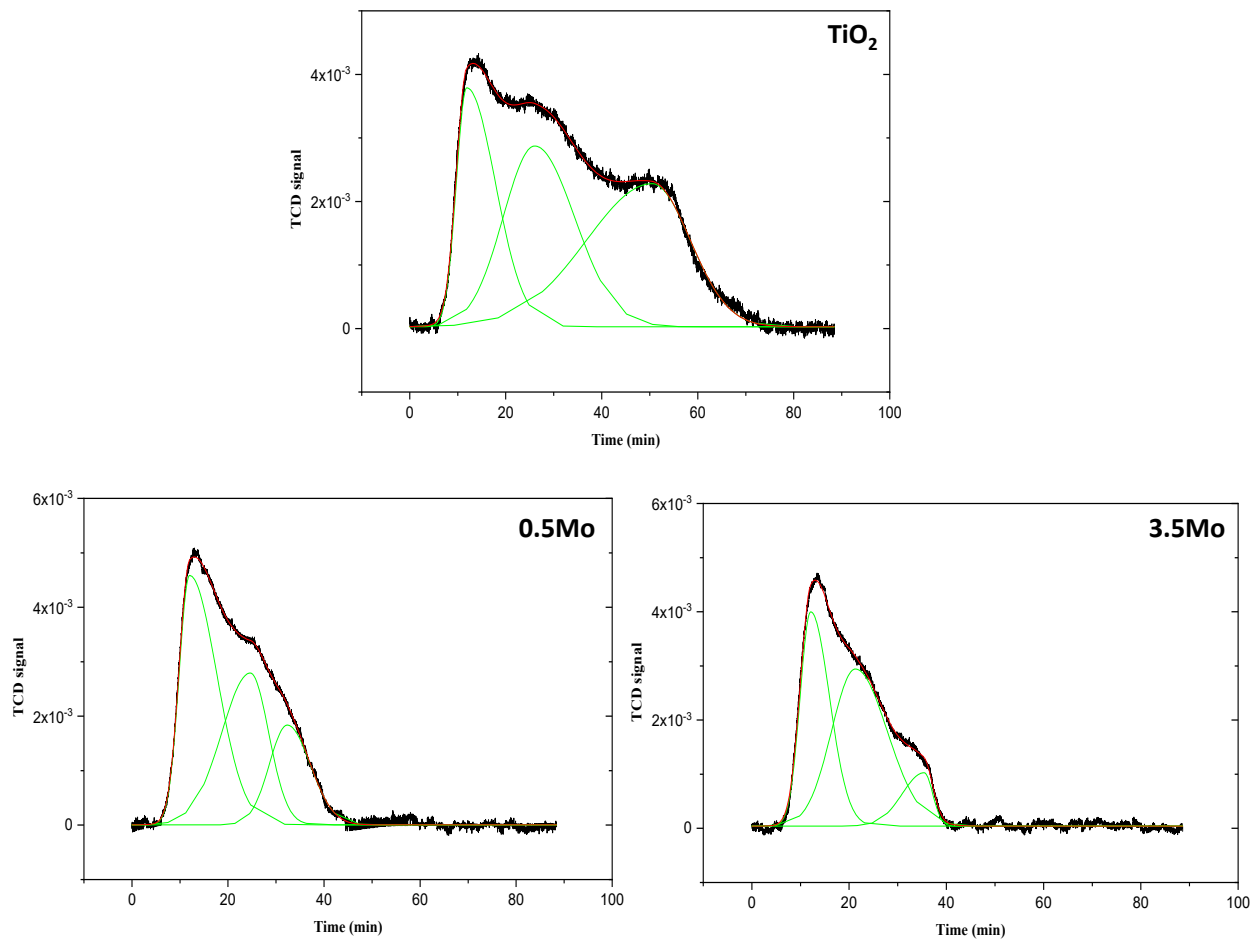 TiO₂
4x10⁻³
2x10⁻³
0
TCD signal
0 20 40 60 80 100
Time (min)
0.5Mo
6x10⁻³
4x10⁻³
2x10⁻³
0
TCD signal
0 20 40 60 80 100
Time (min)
3.5Mo
6x10⁻³
4x10⁻³
2x10⁻³
0
TCD signal
0 20 40 60 80 100
Time (min)